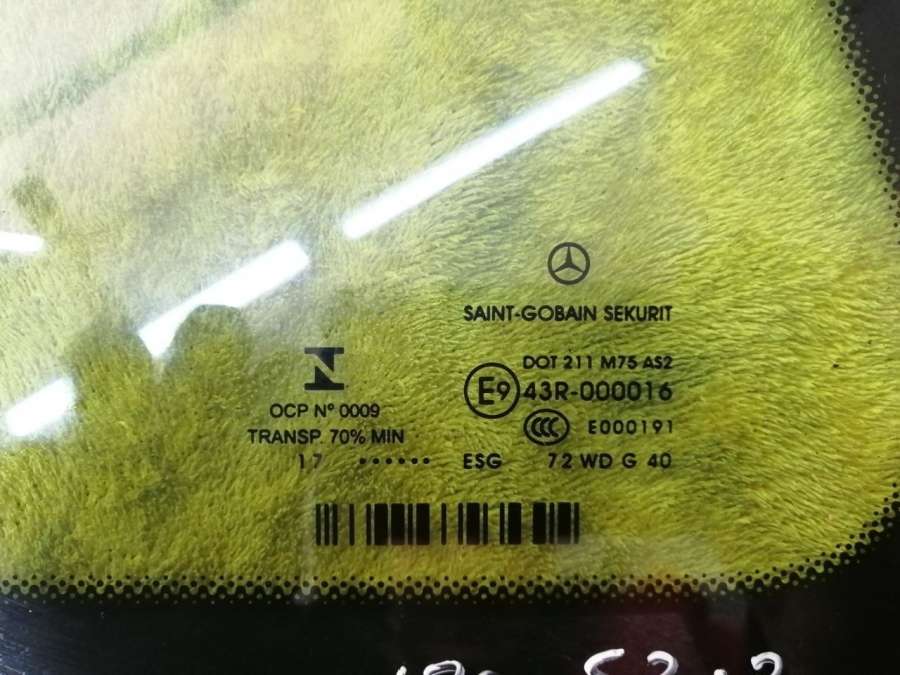 SAINT-GOBAIN SEKURIT
DOT 211 M75 AS2
E9 43R-000016
CCC E000191
OCP Nº 0009
TRANSP. 70% MIN
17 ...... ESG 72 WD G 40